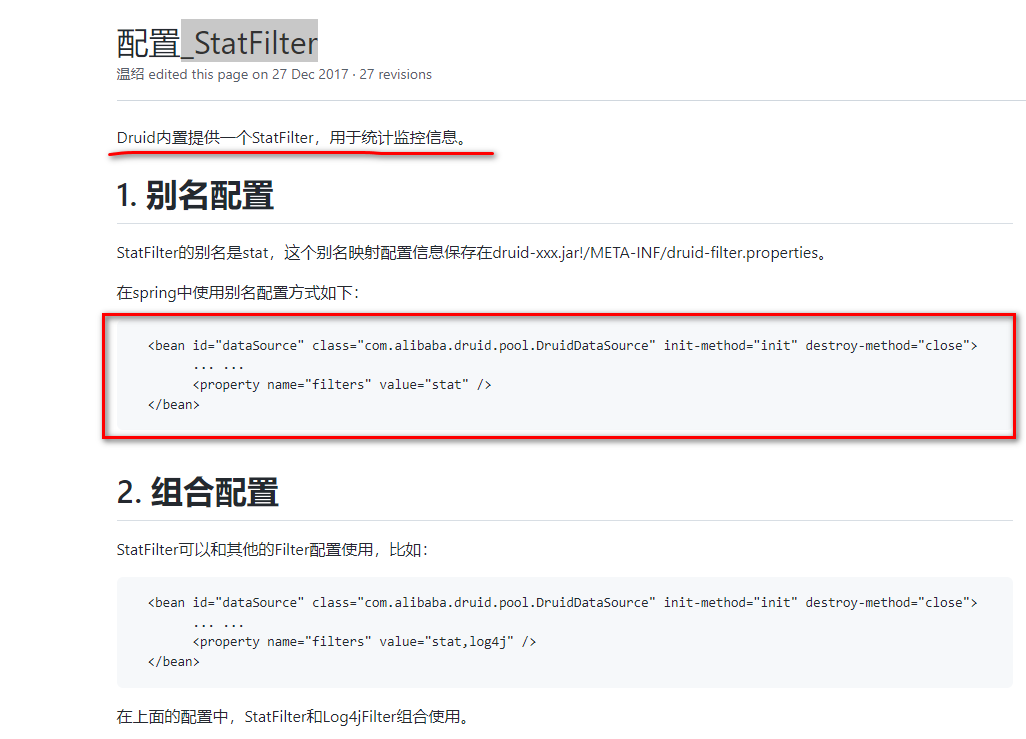 配置_StatFilter
温绍 edited this page on 27 Dec 2017 · 27 revisions
Druid内置提供一个StatFilter，用于统计监控信息。
1. 别名配置
StatFilter的别名是stat，这个别名映射配置信息保存在druid-xxx.jar!/META-INF/druid-filter.properties。
在spring中使用别名配置方式如下：
<bean id="dataSource" class="com.alibaba.druid.pool.DruidDataSource" init-method="init" destroy-method="close">
... ...
<property name="filters" value="stat" />
</bean>
2. 组合配置
StatFilter可以和其他的Filter配置使用，比如：
<bean id="dataSource" class="com.alibaba.druid.pool.DruidDataSource" init-method="init" destroy-method="close">
... ...
<property name="filters" value="stat,log4j" />
</bean>
在上面的配置中，StatFilter和Log4jFilter组合使用。